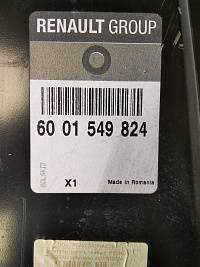 RENAULT GROUP
60 01 549 824
X1
Made in Romania